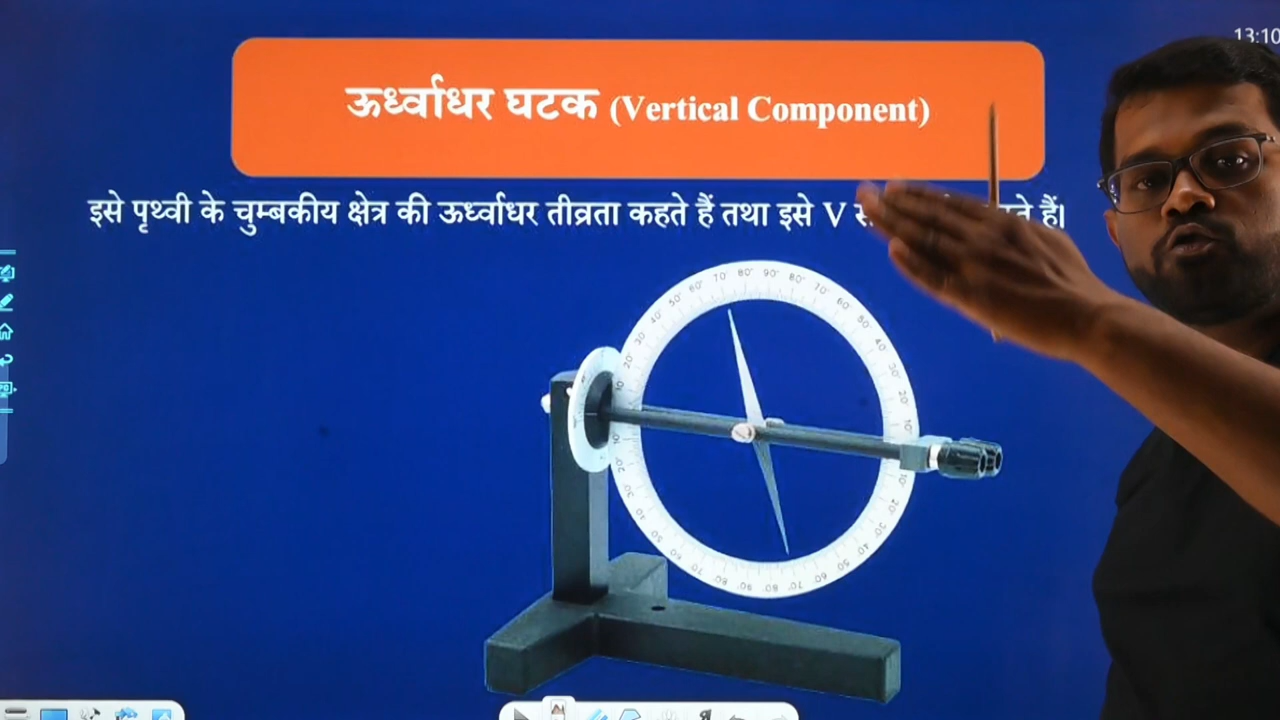 13:10
ऊर्ध्वाधर घटक (Vertical Component)
इसे पृथ्वी के चुम्बकीय क्षेत्र की ऊर्ध्वाधर तीव्रता कहते हैं तथा इसे V हैं।